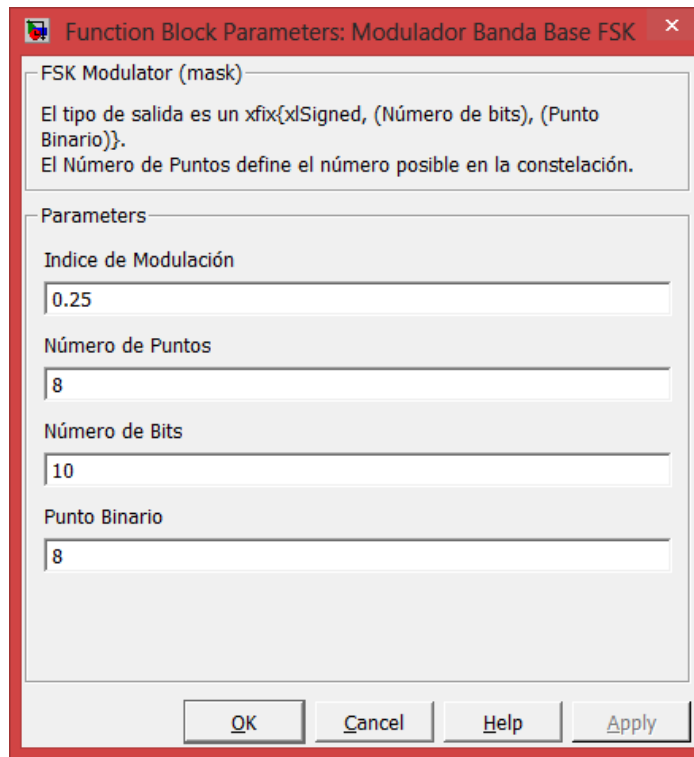 Function Block Parameters: Modulador Banda Base FSK
FSK Modulator (mask)
El tipo de salida es un xfix{xlSigned, (Número de bits), (Punto
Binario)}.
El Número de Puntos define el número posible en la constelación.
Parameters
Indice de Modulación
0.25
Número de Puntos
8
Número de Bits
10
Punto Binario
8
OK Cancel Help Apply